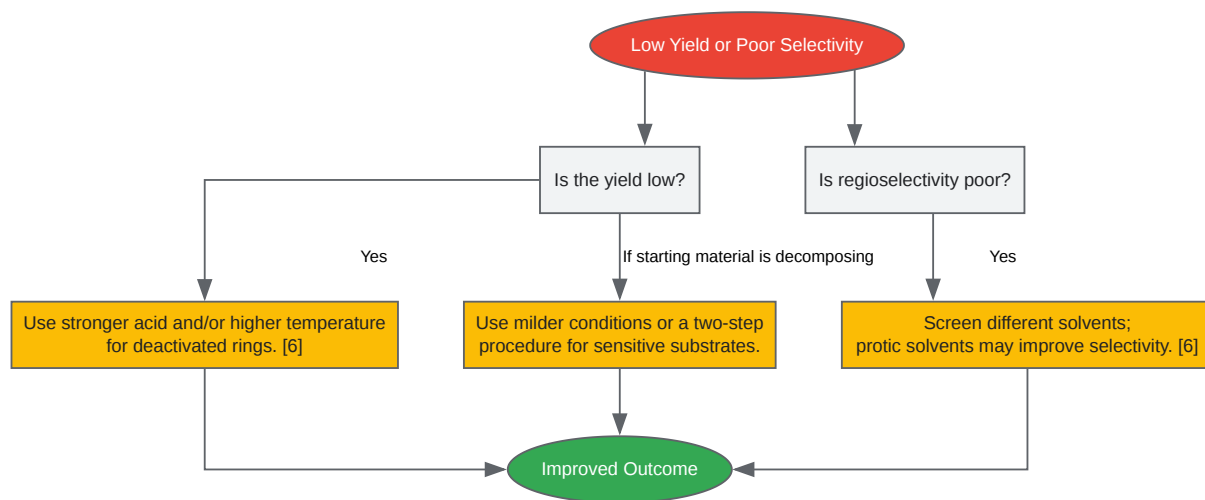 Low Yield or Poor Selectivity
Is the yield low?
Is regioselectivity poor?
Yes
If starting material is decomposing
Yes
Use stronger acid and/or higher temperature
for deactivated rings. [6]
Use milder conditions or a two-step
procedure for sensitive substrates.
Screen different solvents;
protic solvents may improve selectivity. [6]
Improved Outcome